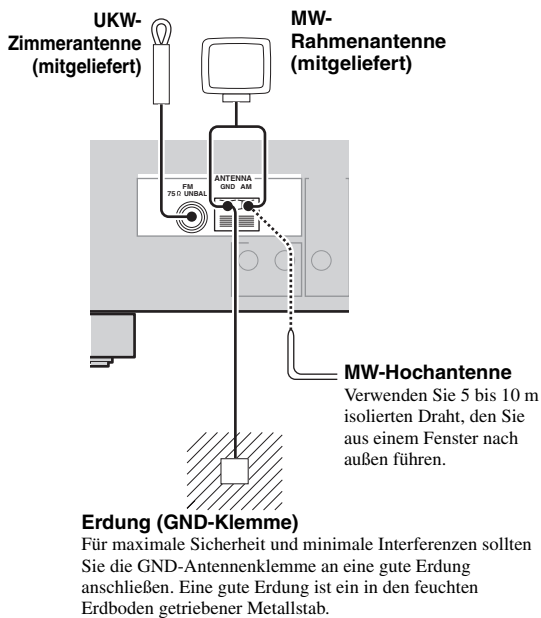 UKW-
Zimmerantenne
(mitgeliefert)
MW-
Rahmenantenne
(mitgeliefert)
FM
75Ω UNBAL
ANTENNA
GND AM
MW-Hochantenne
Verwenden Sie 5 bis 10 m
isolierten Draht, den Sie
aus einem Fenster nach
außen führen.
Erdung (GND-Klemme)
Für maximale Sicherheit und minimale Interferenzen sollten
Sie die GND-Antennenklemme an eine gute Erdung
anschließen. Eine gute Erdung ist ein in den feuchten
Erdboden getriebener Metallstab.